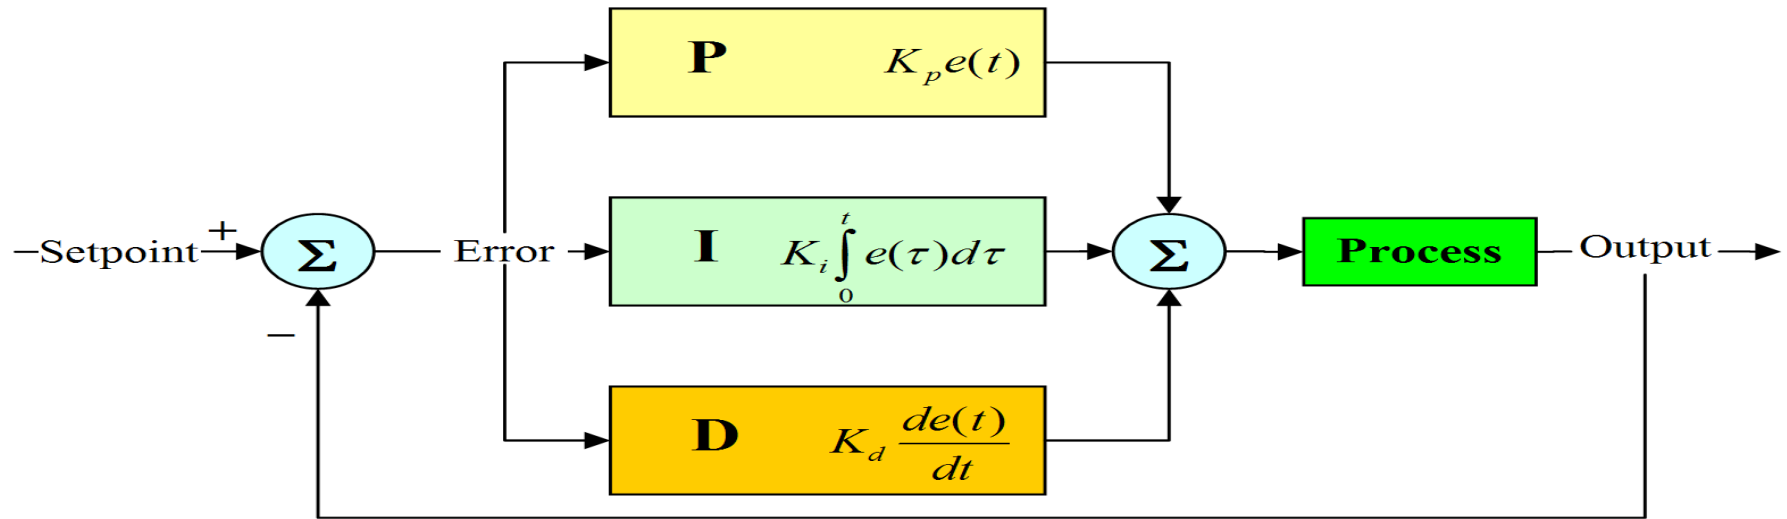 P K_p e(t)
–Setpoint + Σ Error I K_i ∫_0^t e(τ)dτ Σ Process Output
−
D K_d de(t)/dt